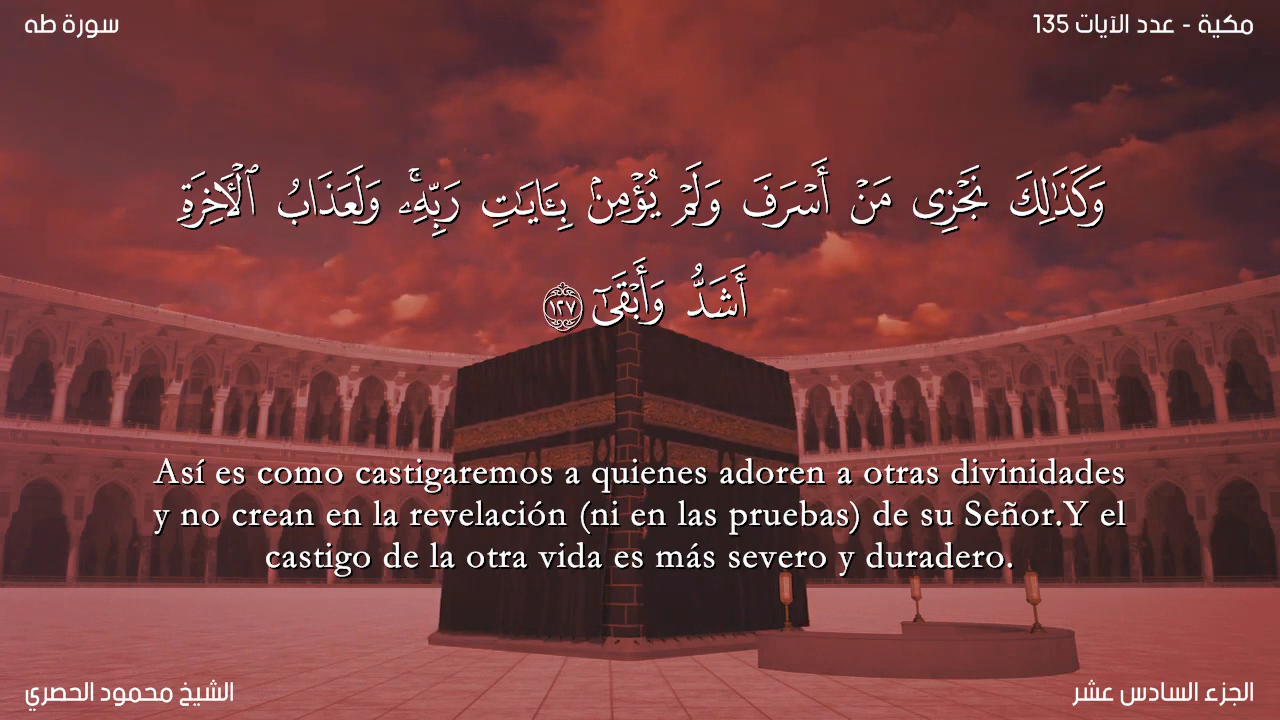 سورة طه
مكية - عدد الآيات 135
وَكَذَٰلِكَ نَجْزِى مَنْ أَسْرَفَ وَلَمْ يُؤْمِنۢ بِـَٔايَٰتِ رَبِّهِۦ ۚ وَلَعَذَابُ ٱلْـَٔاخِرَةِ
أَشَدُّ وَأَبْقَىٰٓ ١٢٧
Así es como castigaremos a quienes adoren a otras divinidades
y no crean en la revelación (ni en las pruebas) de su Señor.Y el
castigo de la otra vida es más severo y duradero.
الشيخ محمود الحصري
الجزء السادس عشر